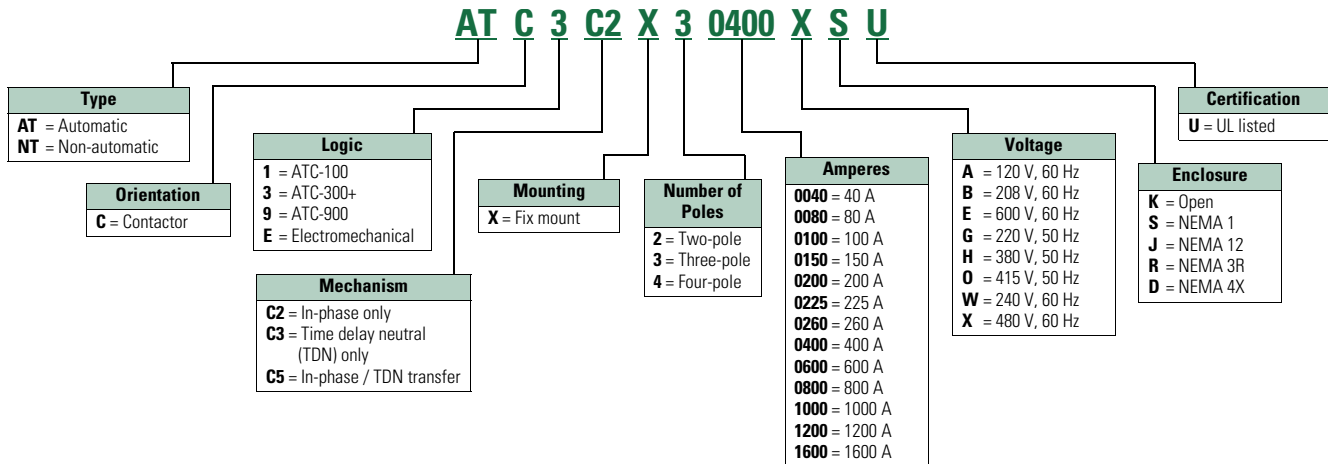 AT C 3 C2 X 3 0400 X S U
Type
AT = Automatic
NT = Non-automatic
Orientation
C = Contactor
Logic
1 = ATC-100
3 = ATC-300+
9 = ATC-900
E = Electromechanical
Mechanism
C2 = In-phase only
C3 = Time delay neutral
(TDN) only
C5 = In-phase / TDN transfer
Mounting
X = Fix mount
Number of
Poles
2 = Two-pole
3 = Three-pole
4 = Four-pole
Amperes
0040 = 40 A
0080 = 80 A
0100 = 100 A
0150 = 150 A
0200 = 200 A
0225 = 225 A
0260 = 260 A
0400 = 400 A
0600 = 600 A
0800 = 800 A
1000 = 1000 A
1200 = 1200 A
1600 = 1600 A
Voltage
A = 120 V, 60 Hz
B = 208 V, 60 Hz
E = 600 V, 60 Hz
G = 220 V, 50 Hz
H = 380 V, 50 Hz
O = 415 V, 50 Hz
W = 240 V, 60 Hz
X = 480 V, 60 Hz
Enclosure
K = Open
S = NEMA 1
J = NEMA 12
R = NEMA 3R
D = NEMA 4X
Certification
U = UL listed